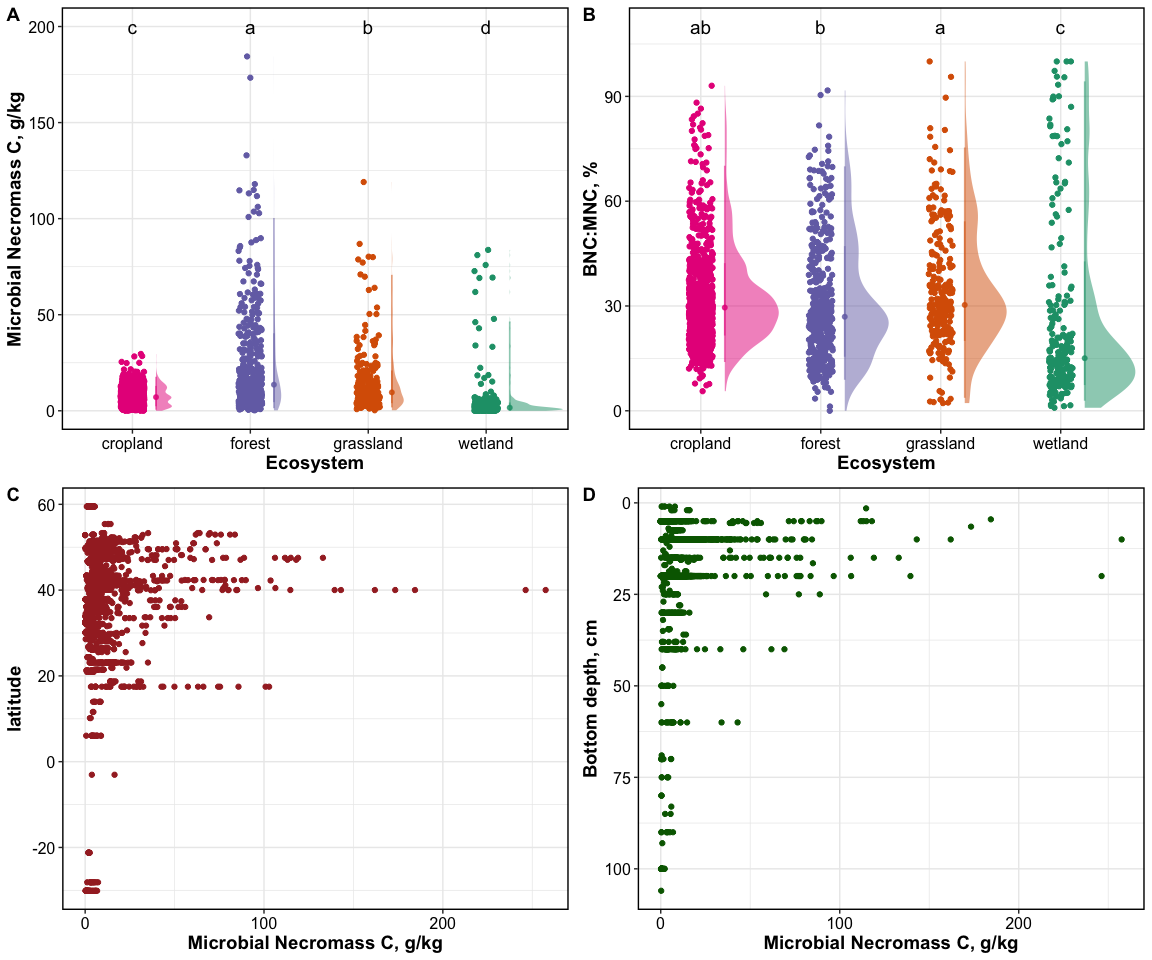 A
Microbial Necromass C, g/kg
200
150
100
50
0
c a b d
cropland forest grassland wetland
Ecosystem
B
BNC:MNC, %
90
60
30
0
ab b a c
cropland forest grassland wetland
Ecosystem
C
latitude
60
40
20
0
-20
0 100 200
Microbial Necromass C, g/kg
D
Bottom depth, cm
0
25
50
75
100
0 100 200
Microbial Necromass C, g/kg